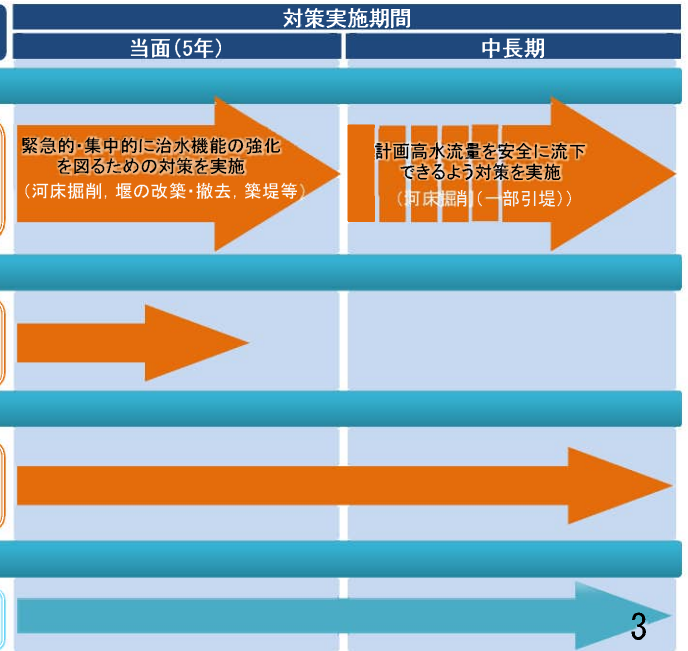 対策実施期間
当面(5年)
中長期
緊急的・集中的に治水機能の強化
を図るための対策を実施
(河床掘削, 堰の改築・撤去, 築堤等)
計画高水流量を安全に流下
できるよう対策を実施
(河床掘削(一部引堤))
3